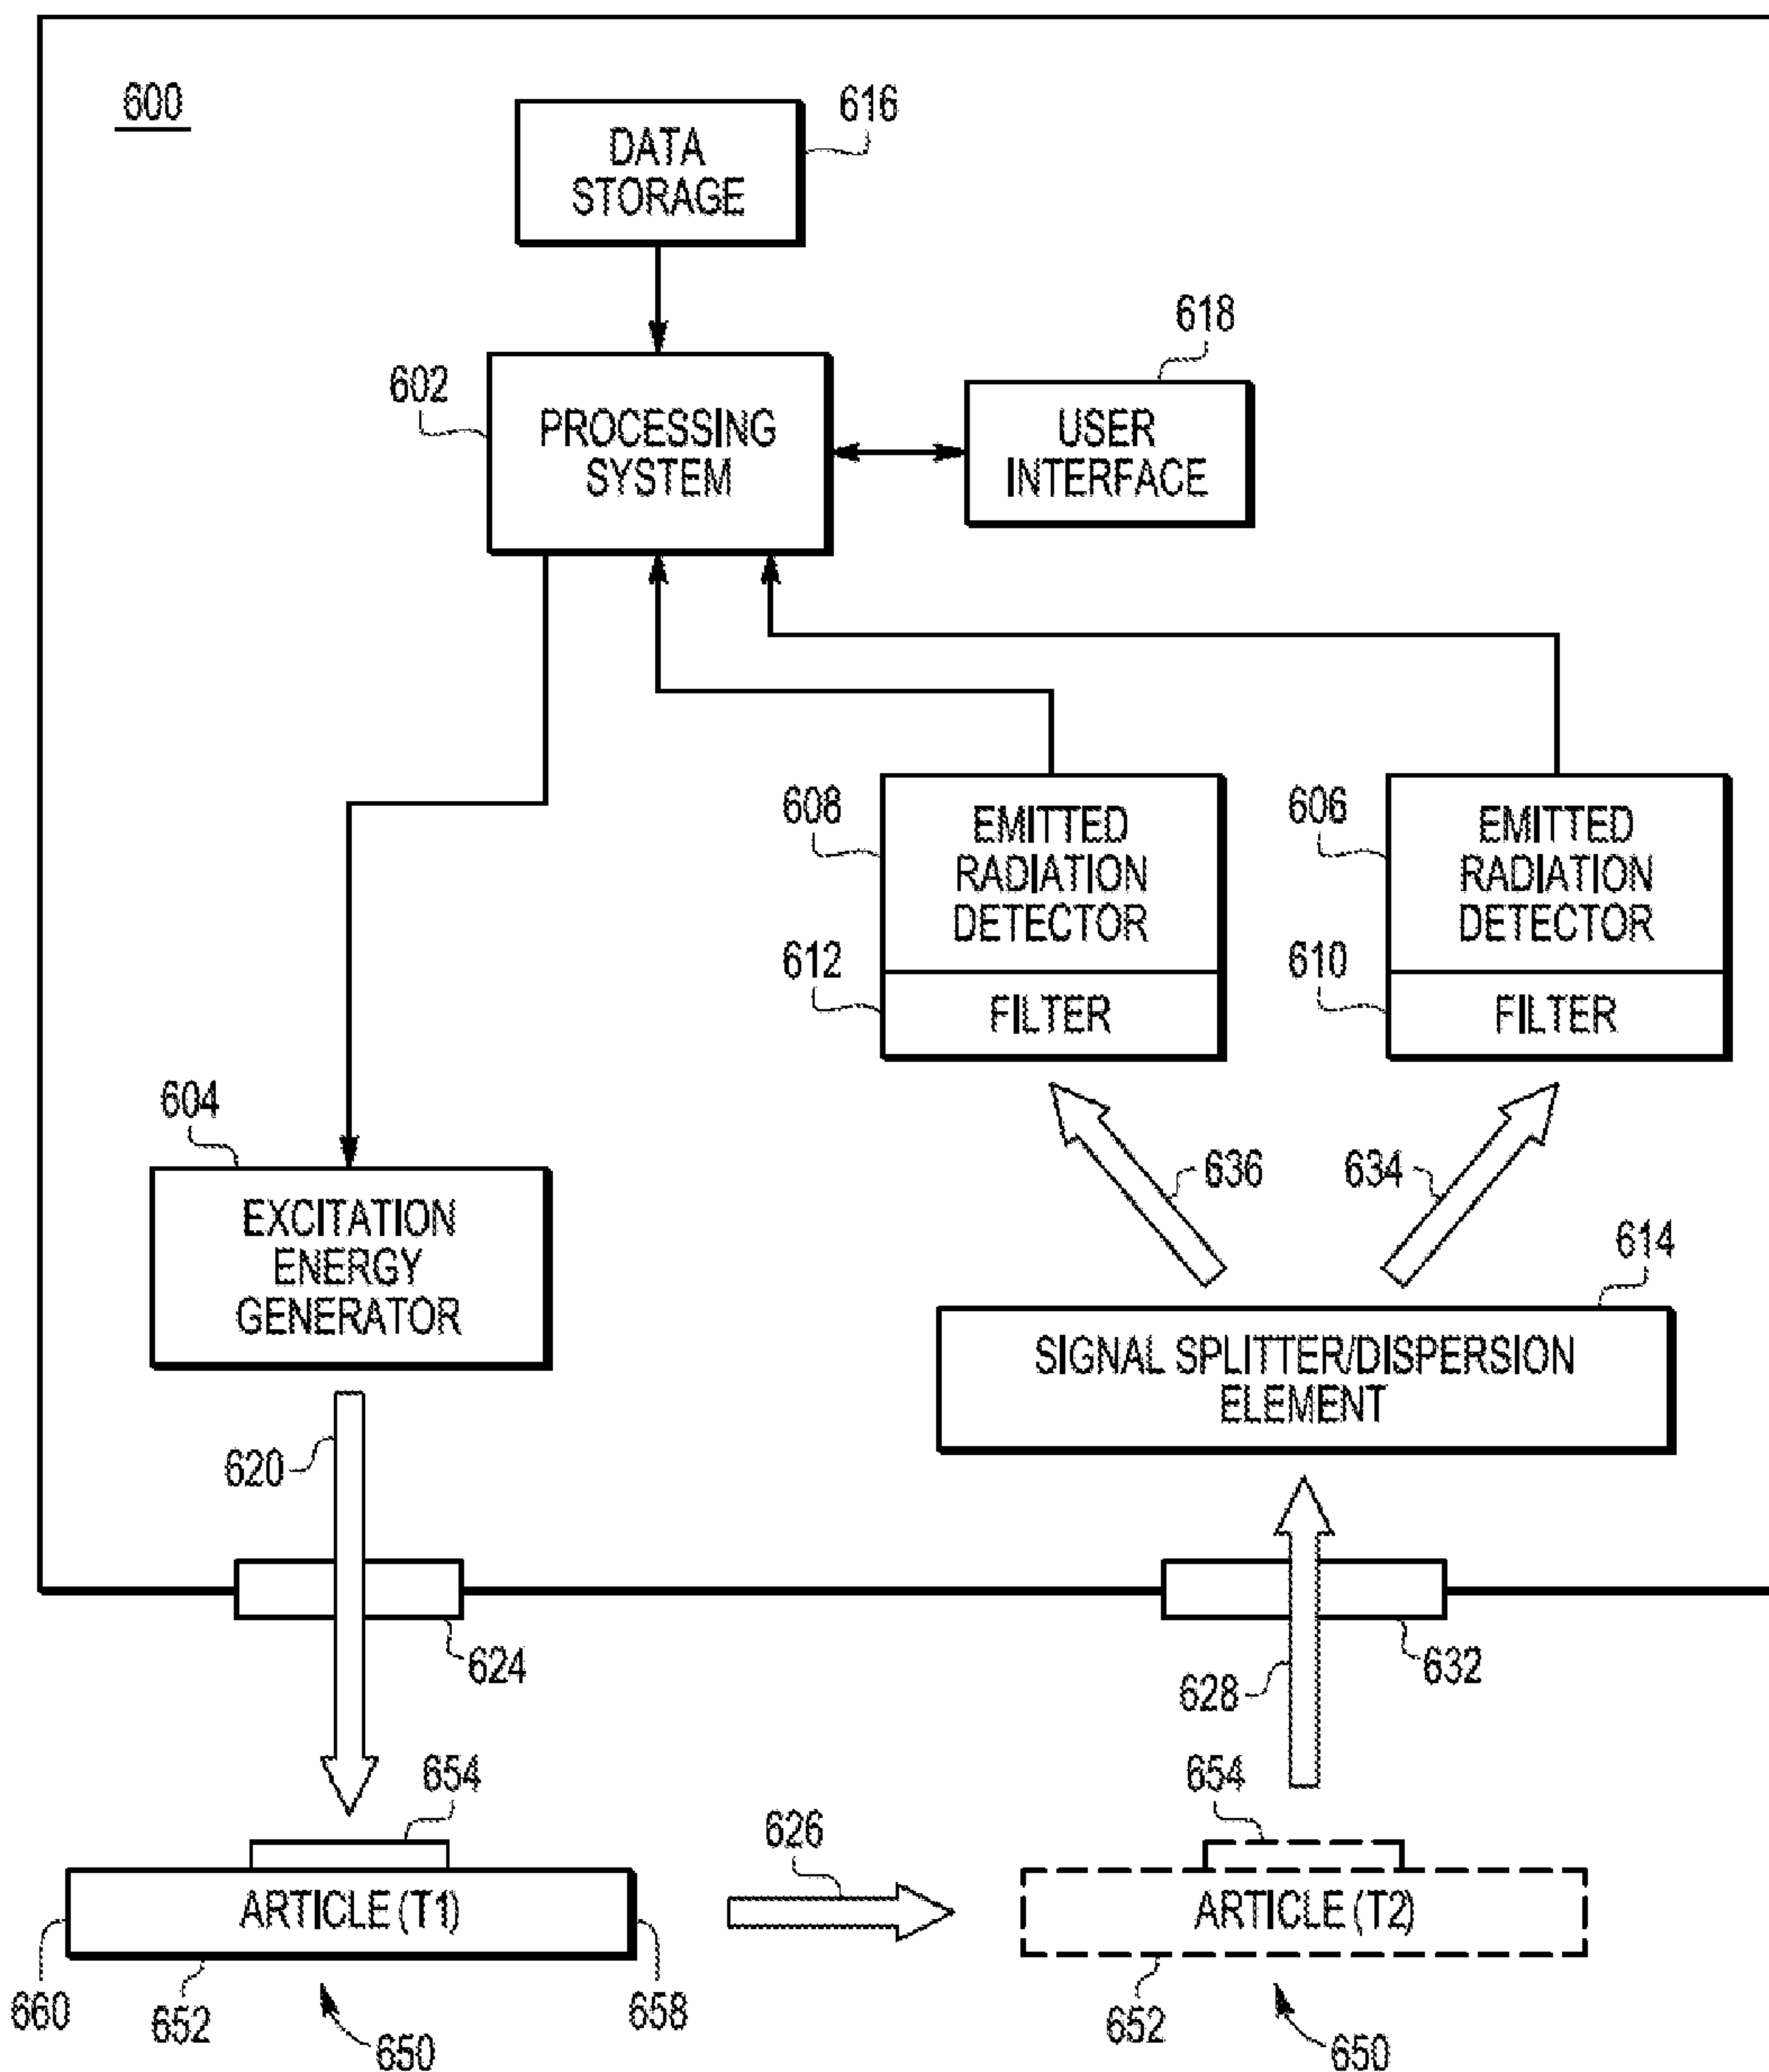 600
616
DATA
STORAGE
618
602
PROCESSING
SYSTEM
USER
INTERFACE
608
EMITTED
RADIATION
DETECTOR
606
EMITTED
RADIATION
DETECTOR
612
FILTER
610
FILTER
604
636
634
EXCITATION
ENERGY
GENERATOR
614
SIGNAL SPLITTER/DISPERSION
ELEMENT
620
624
628
632
654
654
626
ARTICLE (T1)
ARTICLE (T2)
660
652
650
658
652
650